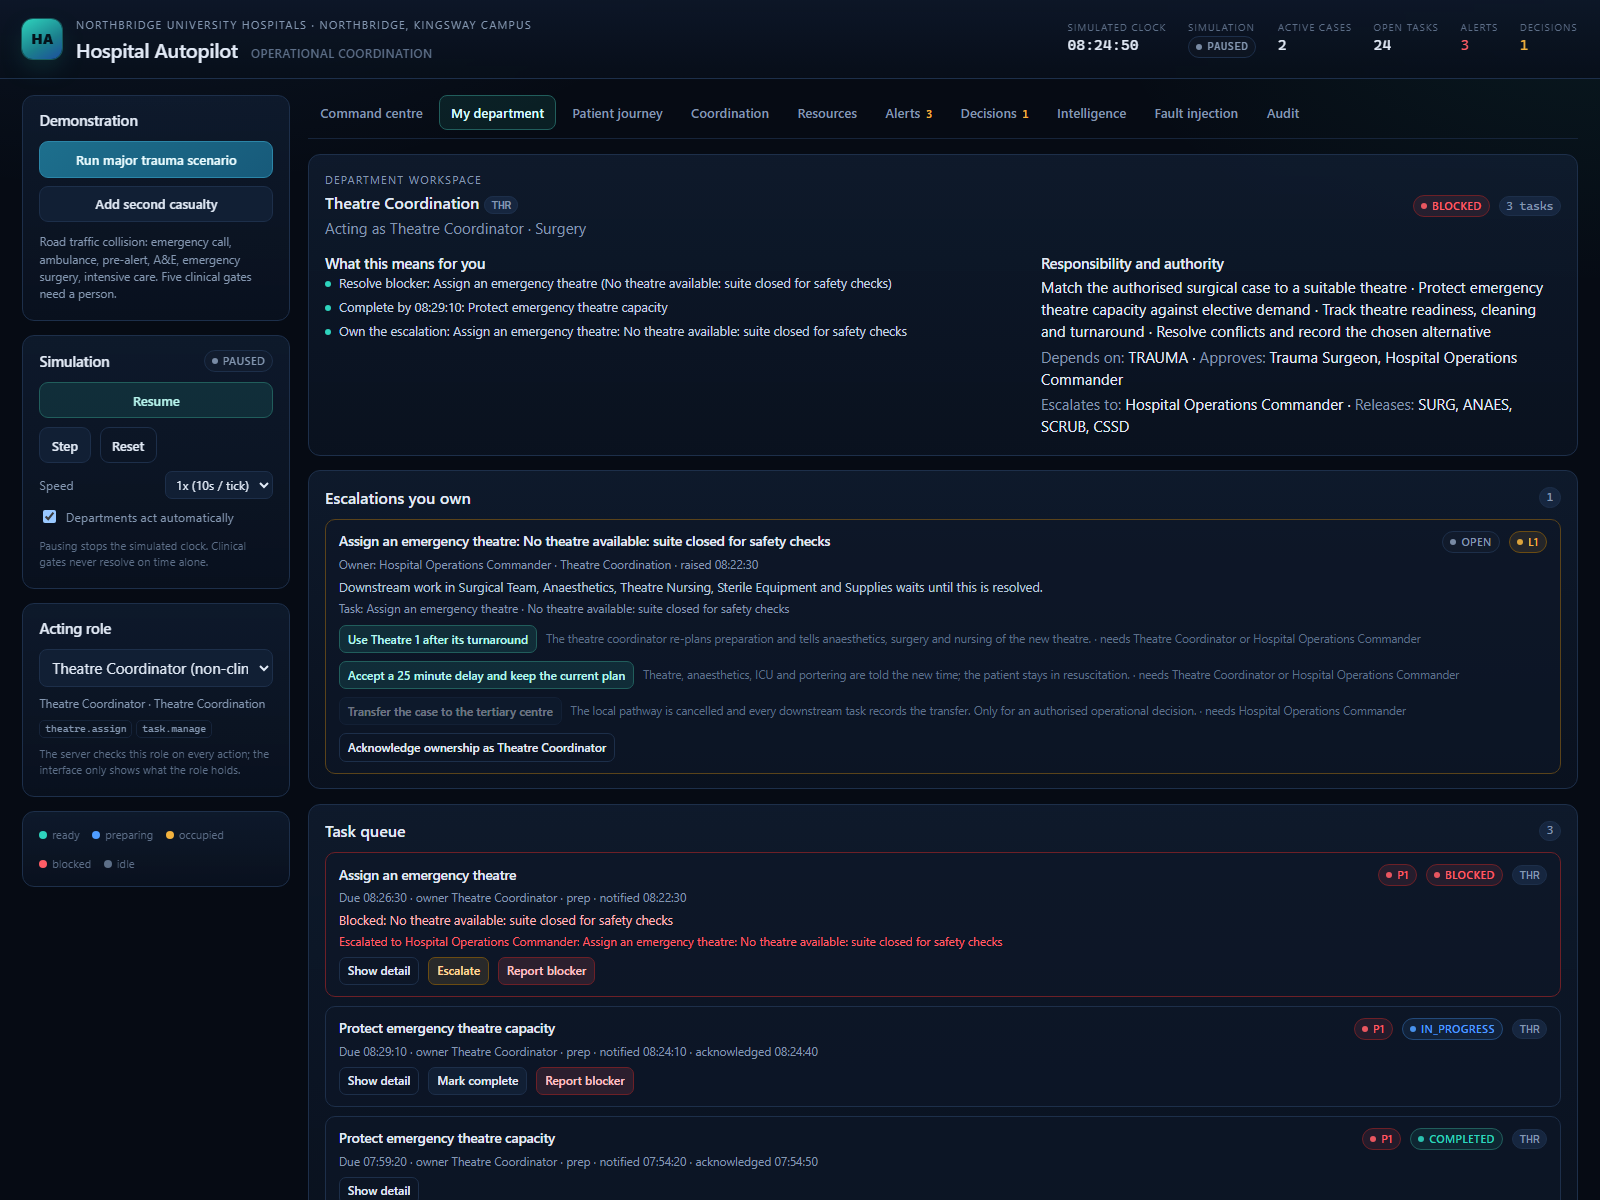 HA
NORTHBRIDGE UNIVERSITY HOSPITALS · NORTHBRIDGE, KINGSWAY CAMPUS
Hospital Autopilot OPERATIONAL COORDINATION
SIMULATED CLOCK
08:24:50
SIMULATION
PAUSED
ACTIVE CASES
2
OPEN TASKS
24
ALERTS
3
DECISIONS
1
Demonstration
Run major trauma scenario
Add second casualty
Road traffic collision: emergency call,
ambulance, pre-alert, A&E, emergency
surgery, intensive care. Five clinical gates
need a person.
Simulation PAUSED
Resume
Step Reset
Speed 1x (10s / tick)
Departments act automatically
Pausing stops the simulated clock. Clinical
gates never resolve on time alone.
Acting role
Theatre Coordinator (non-clin
Theatre Coordinator · Theatre Coordination
theatre.assign task.manage
The server checks this role on every action; the
interface only shows what the role holds.
ready preparing occupied
blocked idle
Command centre My department Patient journey Coordination Resources Alerts 3 Decisions 1 Intelligence Fault injection Audit
DEPARTMENT WORKSPACE
Theatre Coordination THR
BLOCKED 3 tasks
Acting as Theatre Coordinator · Surgery
What this means for you
Resolve blocker: Assign an emergency theatre (No theatre available: suite closed for safety checks)
Complete by 08:29:10: Protect emergency theatre capacity
Own the escalation: Assign an emergency theatre: No theatre available: suite closed for safety checks
Responsibility and authority
Match the authorised surgical case to a suitable theatre · Protect emergency
theatre capacity against elective demand · Track theatre readiness, cleaning
and turnaround · Resolve conflicts and record the chosen alternative
Depends on: TRAUMA · Approves: Trauma Surgeon, Hospital Operations
Commander
Escalates to: Hospital Operations Commander · Releases: SURG, ANAES,
SCRUB, CSSD
Escalations you own 1
Assign an emergency theatre: No theatre available: suite closed for safety checks OPEN L1
Owner: Hospital Operations Commander · Theatre Coordination · raised 08:22:30
Downstream work in Surgical Team, Anaesthetics, Theatre Nursing, Sterile Equipment and Supplies waits until this is resolved.
Task: Assign an emergency theatre · No theatre available: suite closed for safety checks
Use Theatre 1 after its turnaround The theatre coordinator re-plans preparation and tells anaesthetics, surgery and nursing of the new theatre. · needs Theatre Coordinator or Hospital Operations Commander
Accept a 25 minute delay and keep the current plan Theatre, anaesthetics, ICU and portering are told the new time; the patient stays in resuscitation. · needs Theatre Coordinator or Hospital Operations Commander
Transfer the case to the tertiary centre The local pathway is cancelled and every downstream task records the transfer. Only for an authorised operational decision. · needs Hospital Operations Commander
Acknowledge ownership as Theatre Coordinator
Task queue 3
Assign an emergency theatre P1 BLOCKED THR
Due 08:26:30 · owner Theatre Coordinator · prep · notified 08:22:30
Blocked: No theatre available: suite closed for safety checks
Escalated to Hospital Operations Commander: Assign an emergency theatre: No theatre available: suite closed for safety checks
Show detail Escalate Report blocker
Protect emergency theatre capacity P1 IN_PROGRESS THR
Due 08:29:10 · owner Theatre Coordinator · prep · notified 08:24:10 · acknowledged 08:24:40
Show detail Mark complete Report blocker
Protect emergency theatre capacity P1 COMPLETED THR
Due 07:59:20 · owner Theatre Coordinator · prep · notified 07:54:20 · acknowledged 07:54:50
Show detail